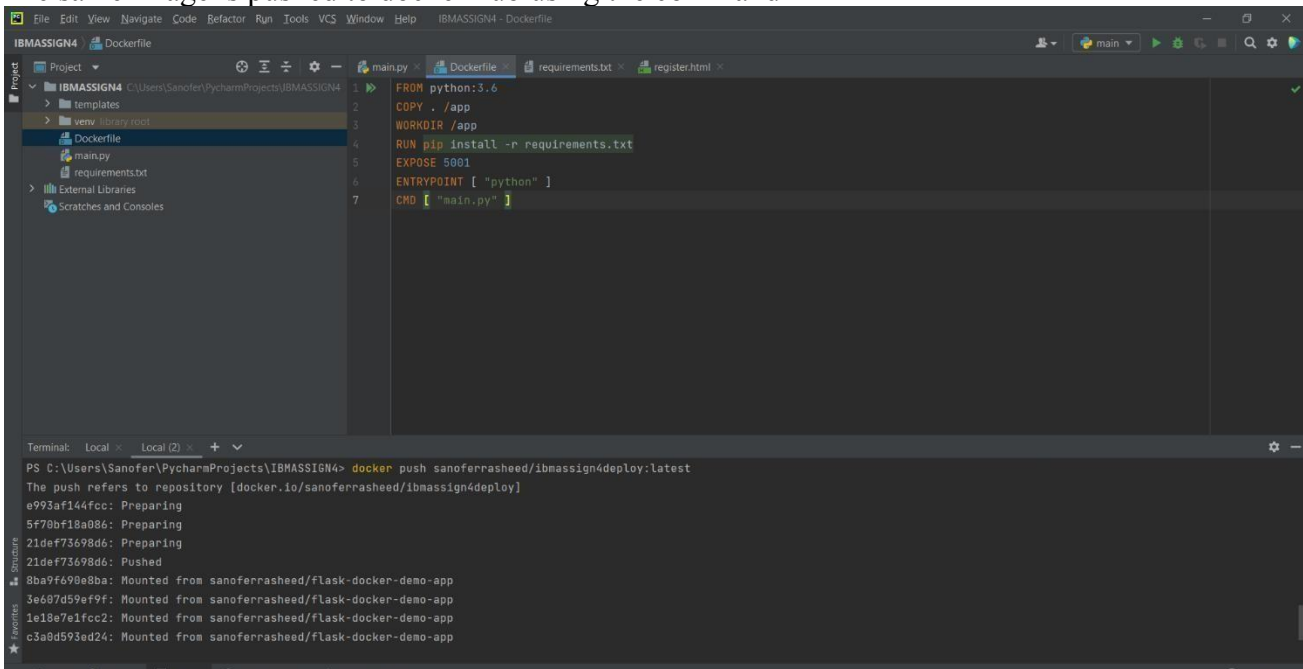 File Edit View Navigate Code Refactor Run Tools VCS Window Help IBMASSIGN4 - Dockerfile
IBMASSIGN4 Dockerfile
main
Project
Project
main.py Dockerfile requirements.txt register.html
IBMASSIGN4 C:\Users\Sanofer\PycharmProjects\IBMASSIGN4
templates
venv library root
Dockerfile
main.py
requirements.txt
External Libraries
Scratches and Consoles
1 FROM python:3.6
2 COPY . /app
3 WORKDIR /app
4 RUN pip install -r requirements.txt
5 EXPOSE 5001
6 ENTRYPOINT [ "python" ]
7 CMD [ "main.py" ]
Terminal: Local Local (2)
PS C:\Users\Sanofer\PycharmProjects\IBMASSIGN4> docker push sanoferrasheed/ibmassign4deploy:latest
The push refers to repository [docker.io/sanoferrasheed/ibmassign4deploy]
e993af144fcc: Preparing
5f70bf18a086: Preparing
21def73698d6: Preparing
21def73698d6: Pushed
8ba9f690e8ba: Mounted from sanoferrasheed/flask-docker-demo-app
3e607d59ef9f: Mounted from sanoferrasheed/flask-docker-demo-app
1e18e7e1fcc2: Mounted from sanoferrasheed/flask-docker-demo-app
c3a0d593ed24: Mounted from sanoferrasheed/flask-docker-demo-app
Structure
Favorites